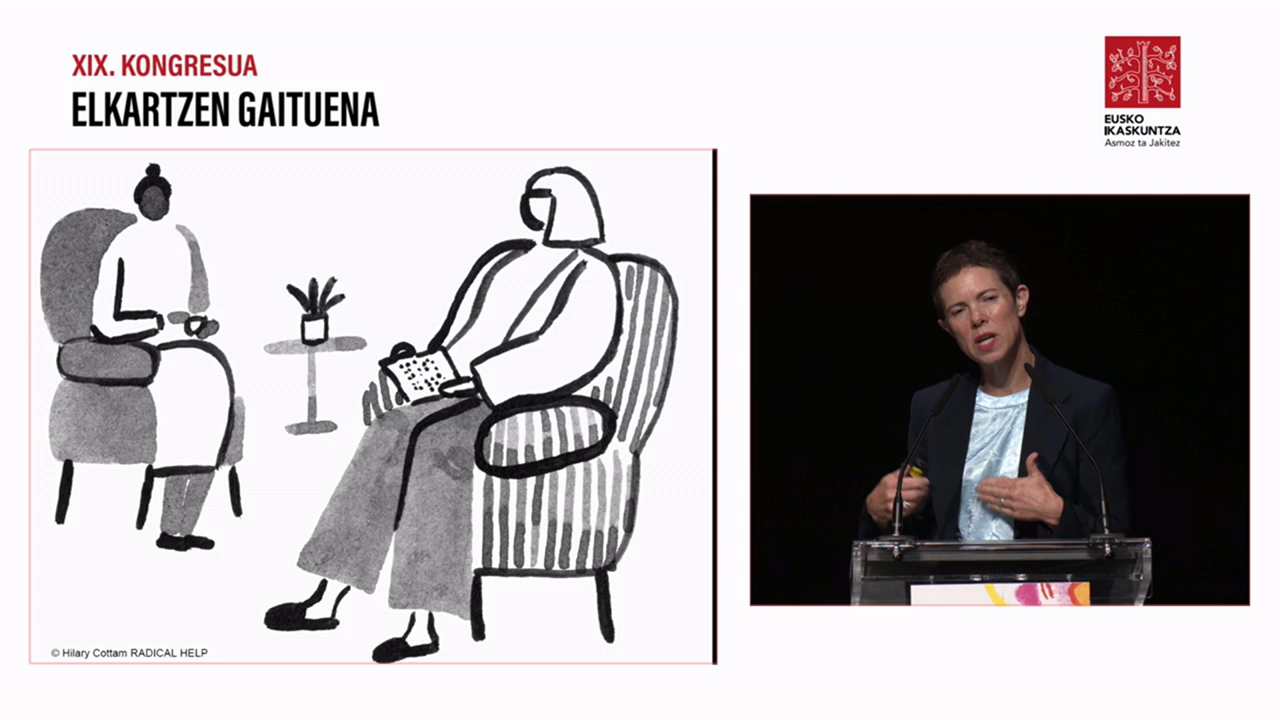 XIX. KONGRESUA
ELKARTZEN GAITUENA
EUSKO
IKASKUNTZA
Asmoz ta Jakitez
© Hilary Cottam RADICAL HELP